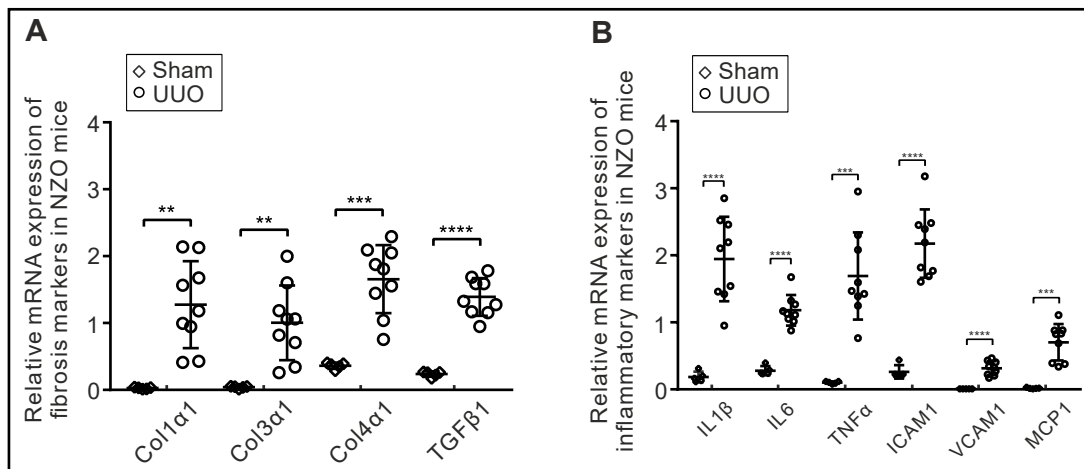 A
Sham
UUO
Relative mRNA expression of
fibrosis markers in NZO mice
4
3
2
1
0
**
**
***
****
Col1α1
Col3α1
Col4α1
TGFβ1
B
Sham
UUO
Relative mRNA expression of
inflammatory markers in NZO mice
4
3
2
1
0
****
****
***
****
****
***
IL1β
IL6
TNFα
ICAM1
VCAM1
MCP1